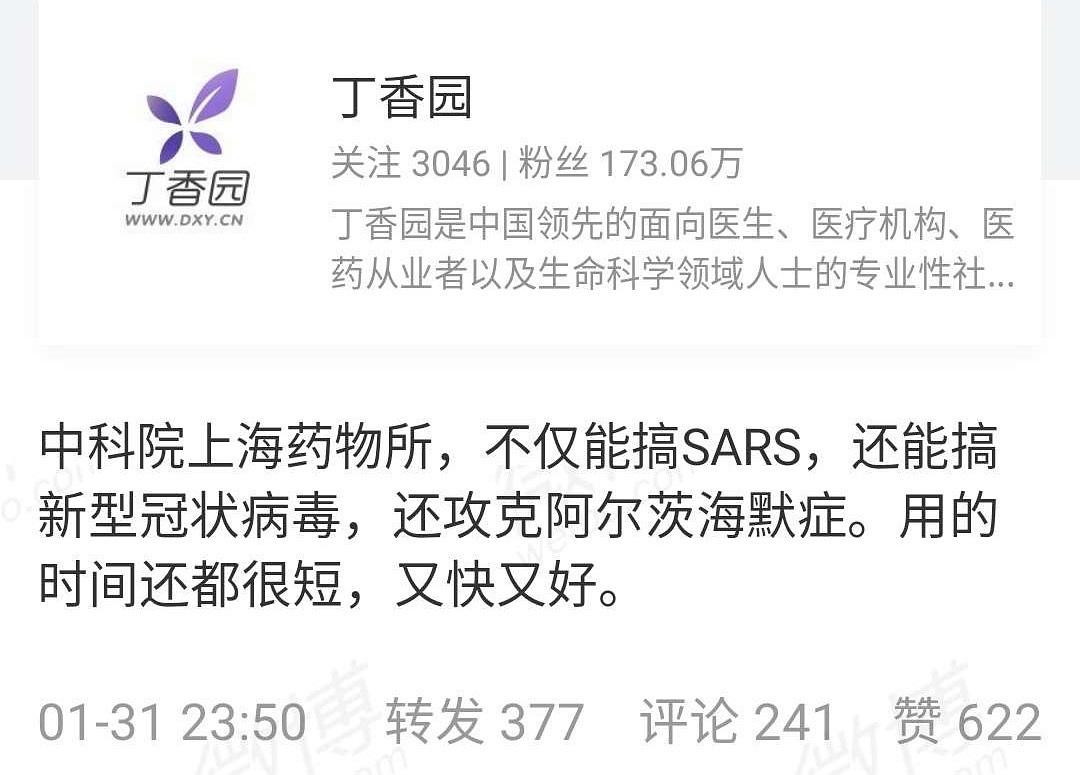 丁香园
WWW.DXY.CN
丁香园
关注 3046 | 粉丝 173.06万
丁香园是中国领先的面向医生、医疗机构、医
药从业者以及生命科学领域人士的专业性社...
中科院上海药物所，不仅能搞SARS，还能搞
新型冠状病毒，还攻克阿尔茨海默症。用的
时间还都很短，又快又好。
01-31 23:50 转发 377 评论 241 赞 622
微博
微博